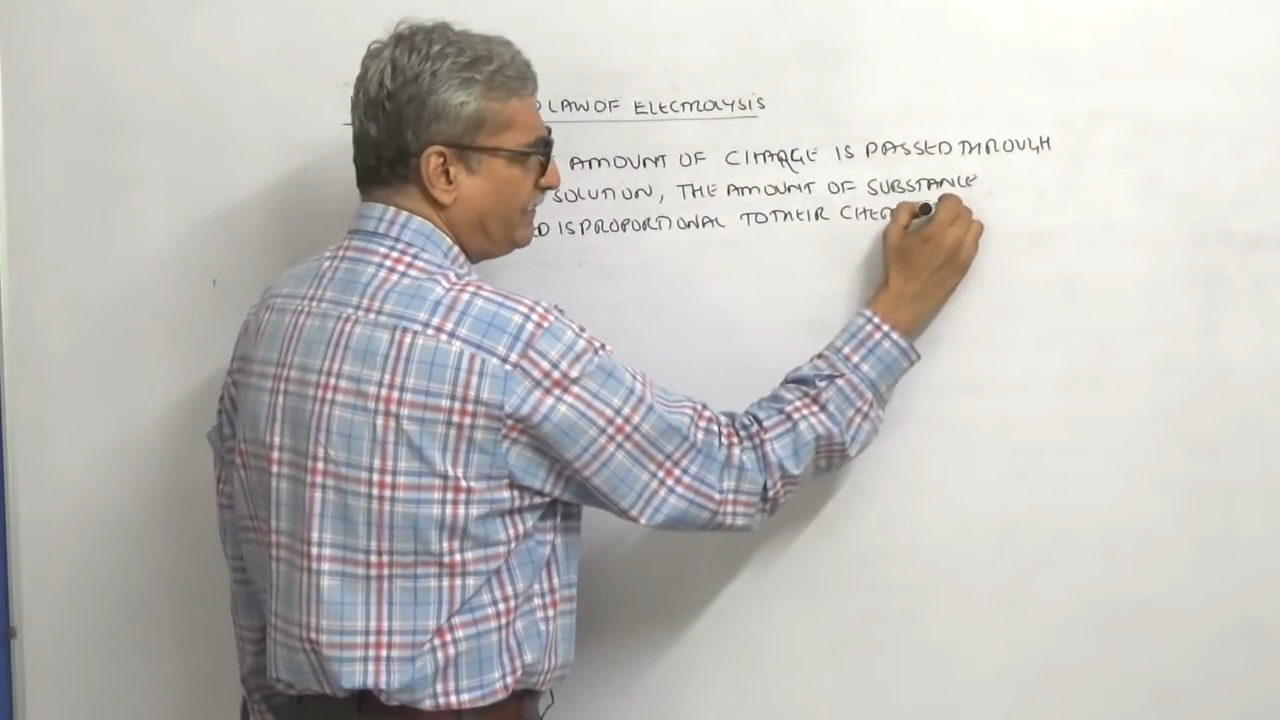 LAW OF ELECTROLYSIS
AMOUNT OF CHARGE IS PASSED THROUGH
SOLUTION, THE AMOUNT OF SUBSTANCE
IS PROPORTIONAL TO THEIR